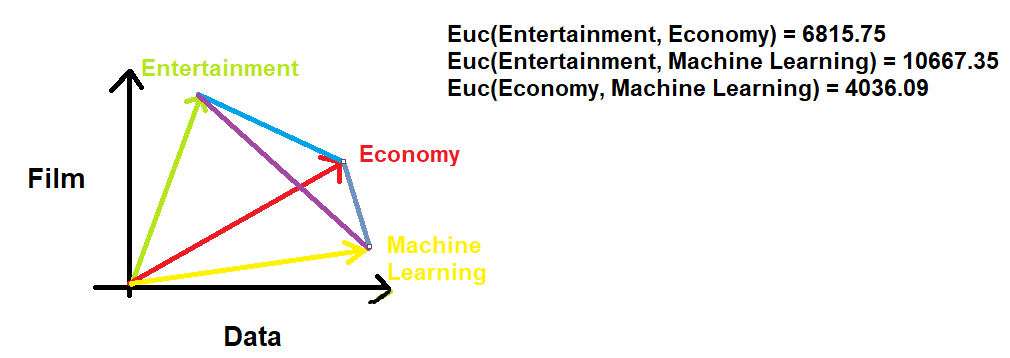 Euc(Entertainment, Economy) = 6815.75
Euc(Entertainment, Machine Learning) = 10667.35
Euc(Economy, Machine Learning) = 4036.09
Entertainment
Economy
Film
Machine
Learning
Data